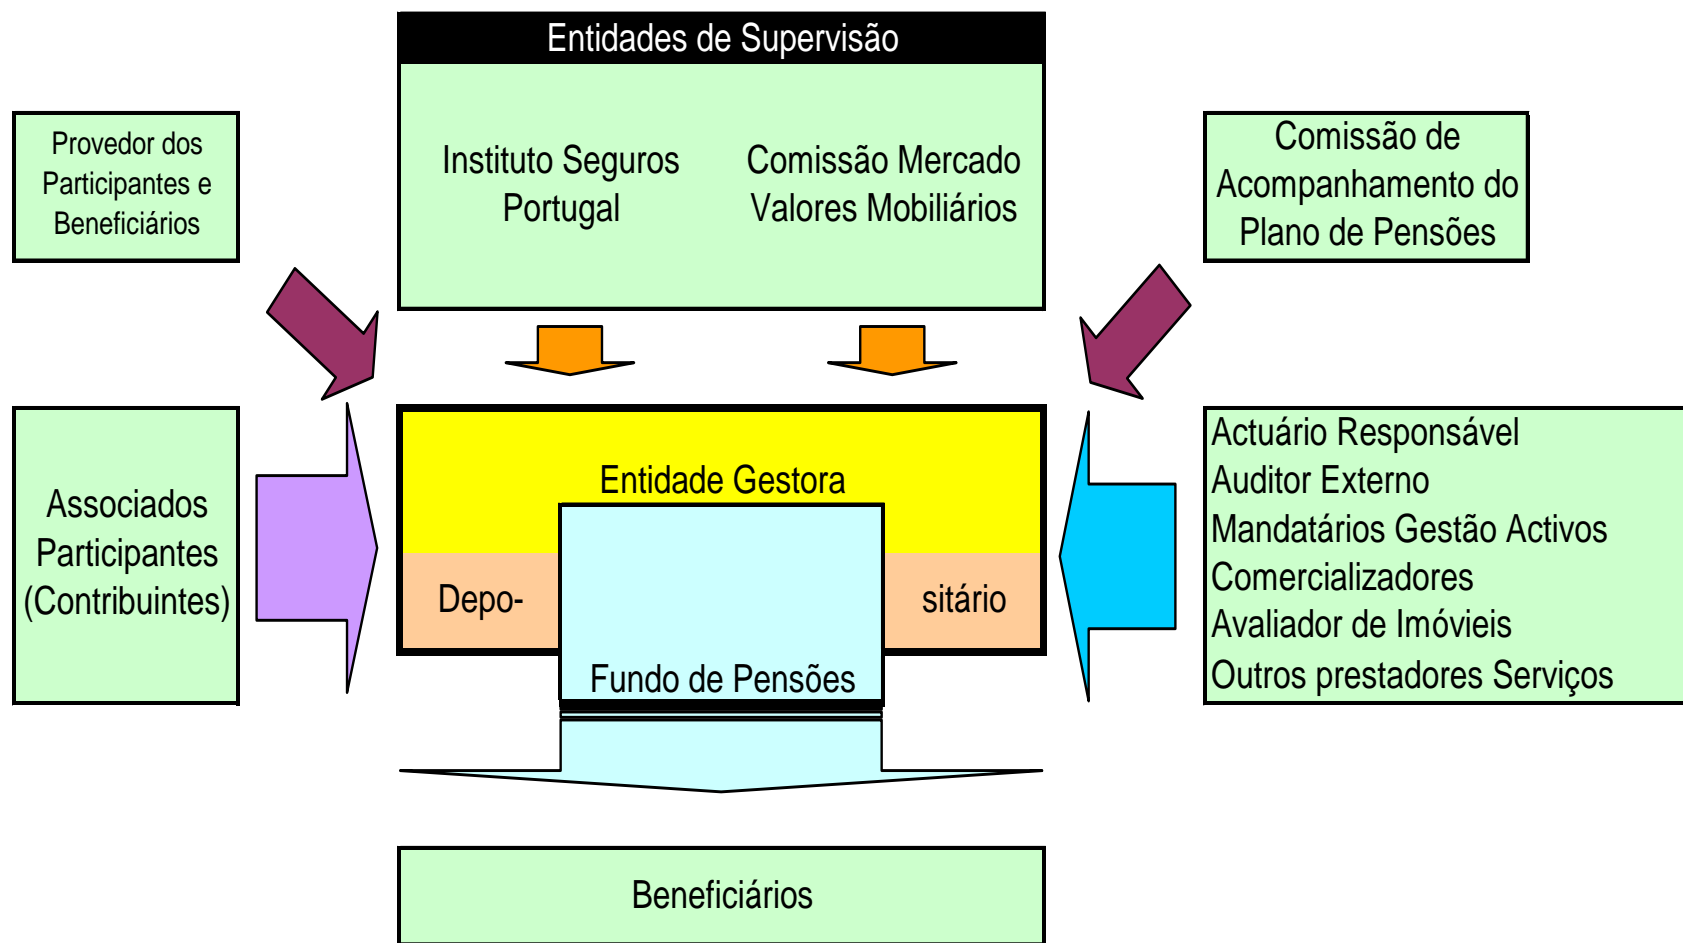 Entidades de Supervisão
Provedor dos
Participantes e
Beneficiários
Instituto Seguros
Portugal
Comissão Mercado
Valores Mobiliários
Comissão de
Acompanhamento do
Plano de Pensões
Associados
Participantes
(Contribuintes)
Entidade Gestora
Depo-
sitário
Fundo de Pensões
Actuário Responsável
Auditor Externo
Mandatários Gestão Activos
Comercializadores
Avaliador de Imóvieis
Outros prestadores Serviços
Beneficiários